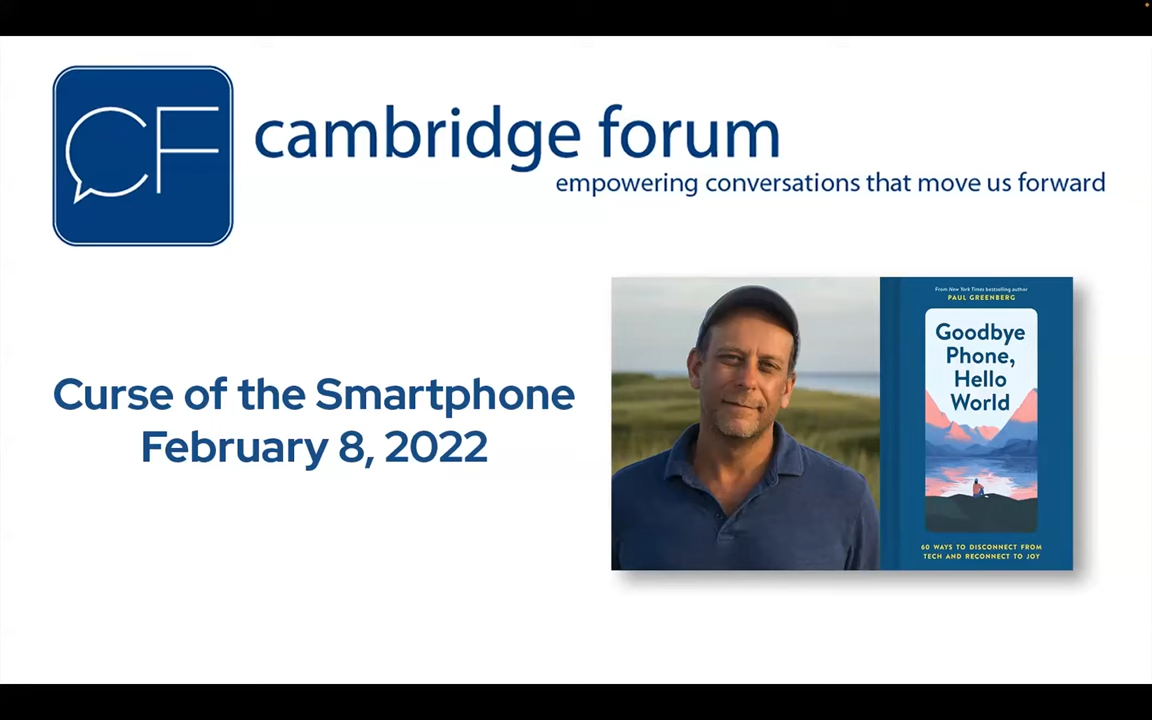 CF
cambridge forum
empowering conversations that move us forward
Curse of the Smartphone
February 8, 2022
From New York Times bestselling author
PAUL GREENBERG
Goodbye
Phone,
Hello
World
60 WAYS TO DISCONNECT FROM
TECH AND RECONNECT TO JOY